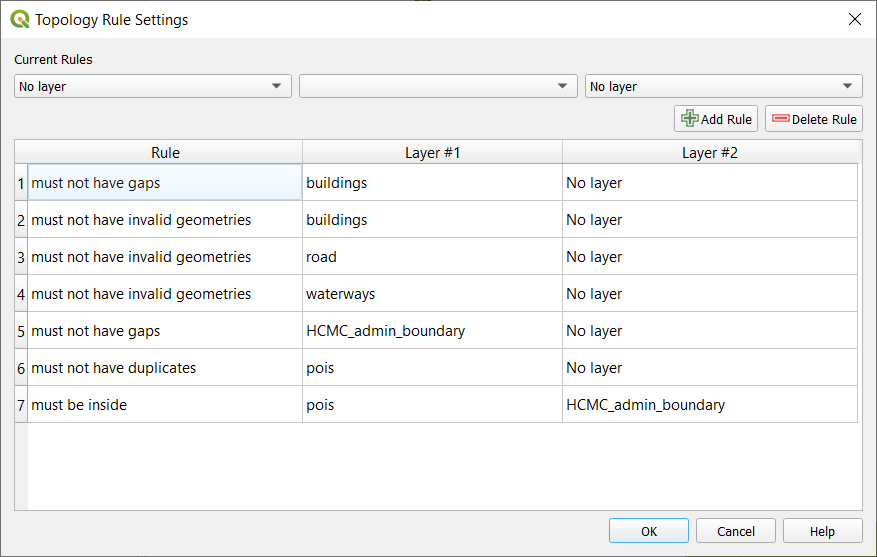 Topology Rule Settings
Current Rules
No layer No layer
Add Rule Delete Rule
Rule Layer #1 Layer #2
1 must not have gaps buildings No layer
2 must not have invalid geometries buildings No layer
3 must not have invalid geometries road No layer
4 must not have invalid geometries waterways No layer
5 must not have gaps HCMC_admin_boundary No layer
6 must not have duplicates pois No layer
7 must be inside pois HCMC_admin_boundary
OK Cancel Help